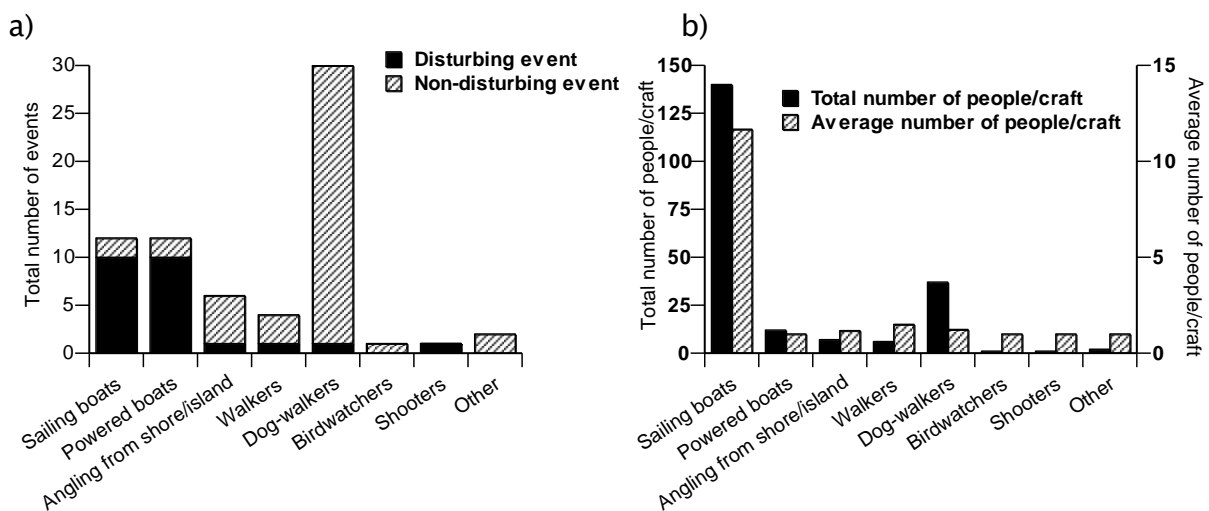 a)
Disturbing event
Non-disturbing event
Total number of events
30
25
20
15
10
5
0
Sailing boats
Powered boats
Angling from shore/island
Walkers
Dog-walkers
Birdwatchers
Shooters
Other
b)
Total number of people/craft
Average number of people/craft
Total number of people/craft
150
125
100
75
50
25
0
15
10
5
0
Average number
of people/craft
Sailing boats
Powered boats
Angling from shore/island
Walkers
Dog-walkers
Birdwatchers
Shooters
Other